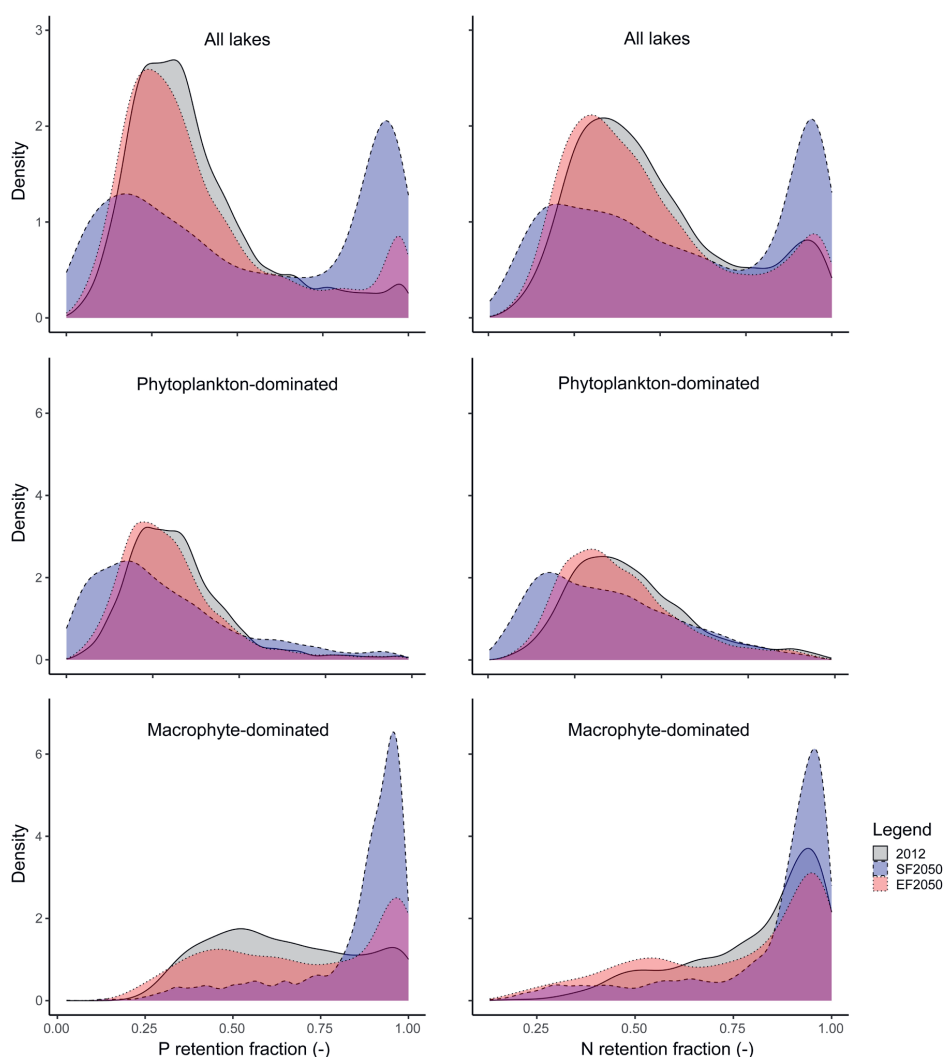 All lakes
All lakes
3
2
1
0
Density
Phytoplankton-dominated
Phytoplankton-dominated
6
4
2
0
Density
Macrophyte-dominated
Macrophyte-dominated
6
4
2
0
Density
Legend
2012
SF2050
EF2050
0.00 0.25 0.50 0.75 1.00
0.25 0.50 0.75 1.00
P retention fraction (-)
N retention fraction (-)